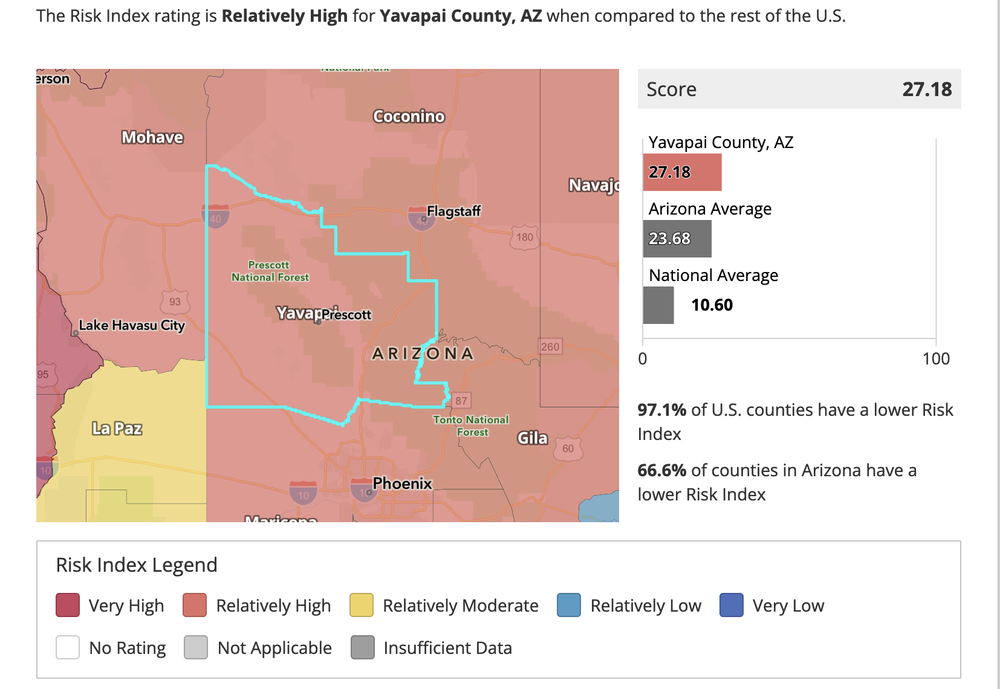 The Risk Index rating is Relatively High for Yavapai County, AZ when compared to the rest of the U.S.
National Park
erson
Coconino
Mohave
Navajo
Flagstaff
40
40
180
Prescott
National Forest
93
Yavapai
Prescott
Lake Havasu City
ARIZONA
260
95
87
Tonto National
Forest
La Paz
Gila
60
10
Phoenix
10
10
Maricopa
Score 27.18
Yavapai County, AZ
27.18
Arizona Average
23.68
National Average
10.60
0 100
97.1% of U.S. counties have a lower Risk
Index
66.6% of counties in Arizona have a
lower Risk Index
Risk Index Legend
Very High Relatively High Relatively Moderate Relatively Low Very Low
No Rating Not Applicable Insufficient Data